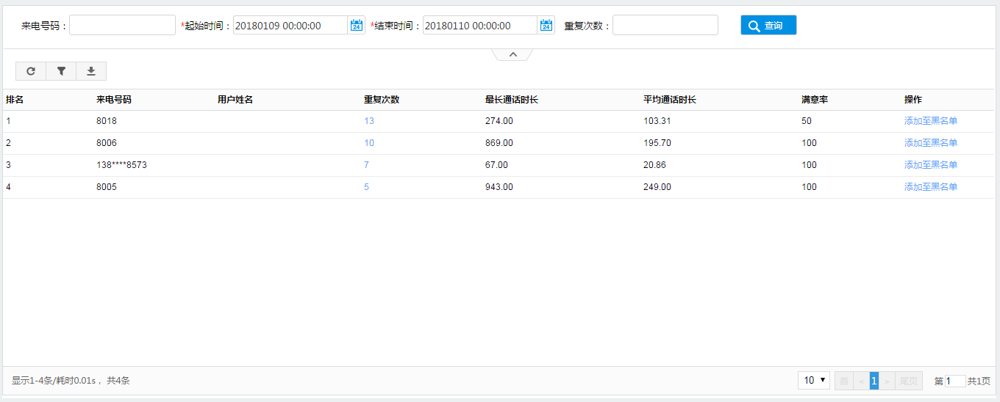 来电号码： *起始时间：20180109 00:00:00 24 *结束时间：20180110 00:00:00 24 重复次数： 查询
排名 来电号码 用户姓名 重复次数 最长通话时长 平均通话时长 满意率 操作
1 8018 13 274.00 103.31 50 添加至黑名单
2 8006 10 869.00 195.70 100 添加至黑名单
3 138****8573 7 67.00 20.86 100 添加至黑名单
4 8005 5 943.00 249.00 100 添加至黑名单
显示1-4条/耗时0.01s， 共4条 10 首 < 1 > 尾页 第 1 共1页